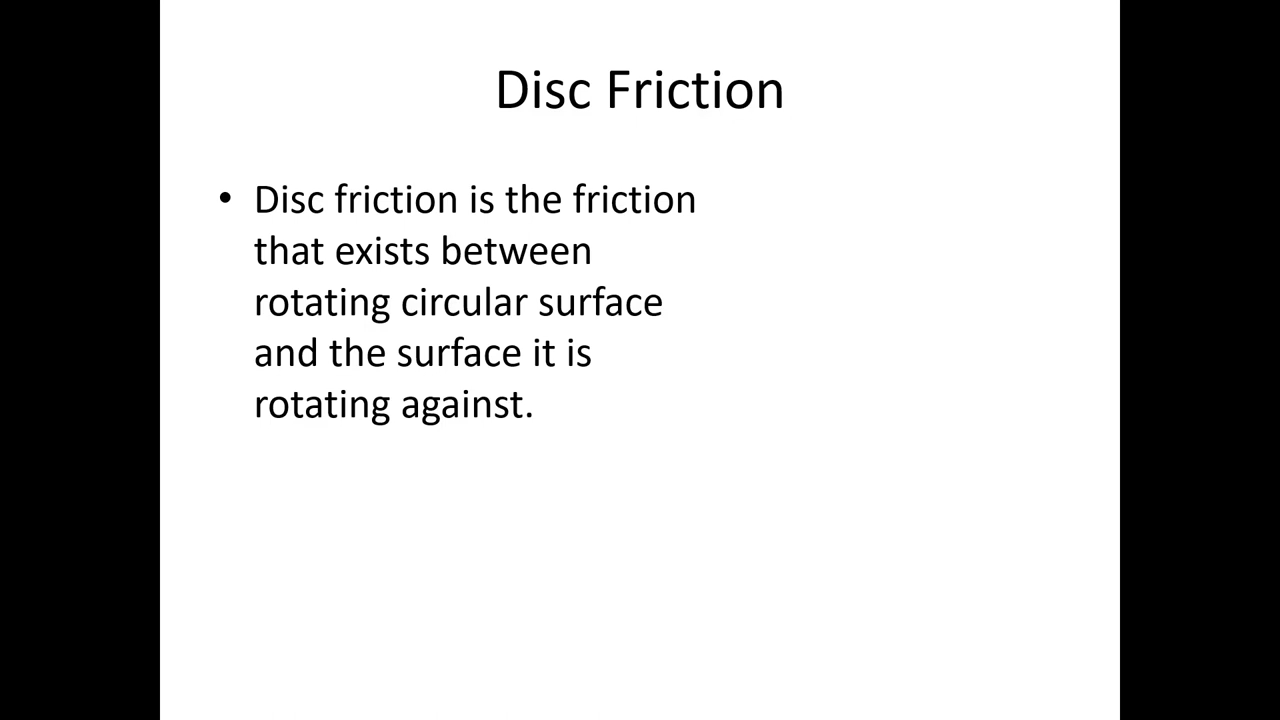 Disc Friction
• Disc friction is the friction
that exists between
rotating circular surface
and the surface it is
rotating against.